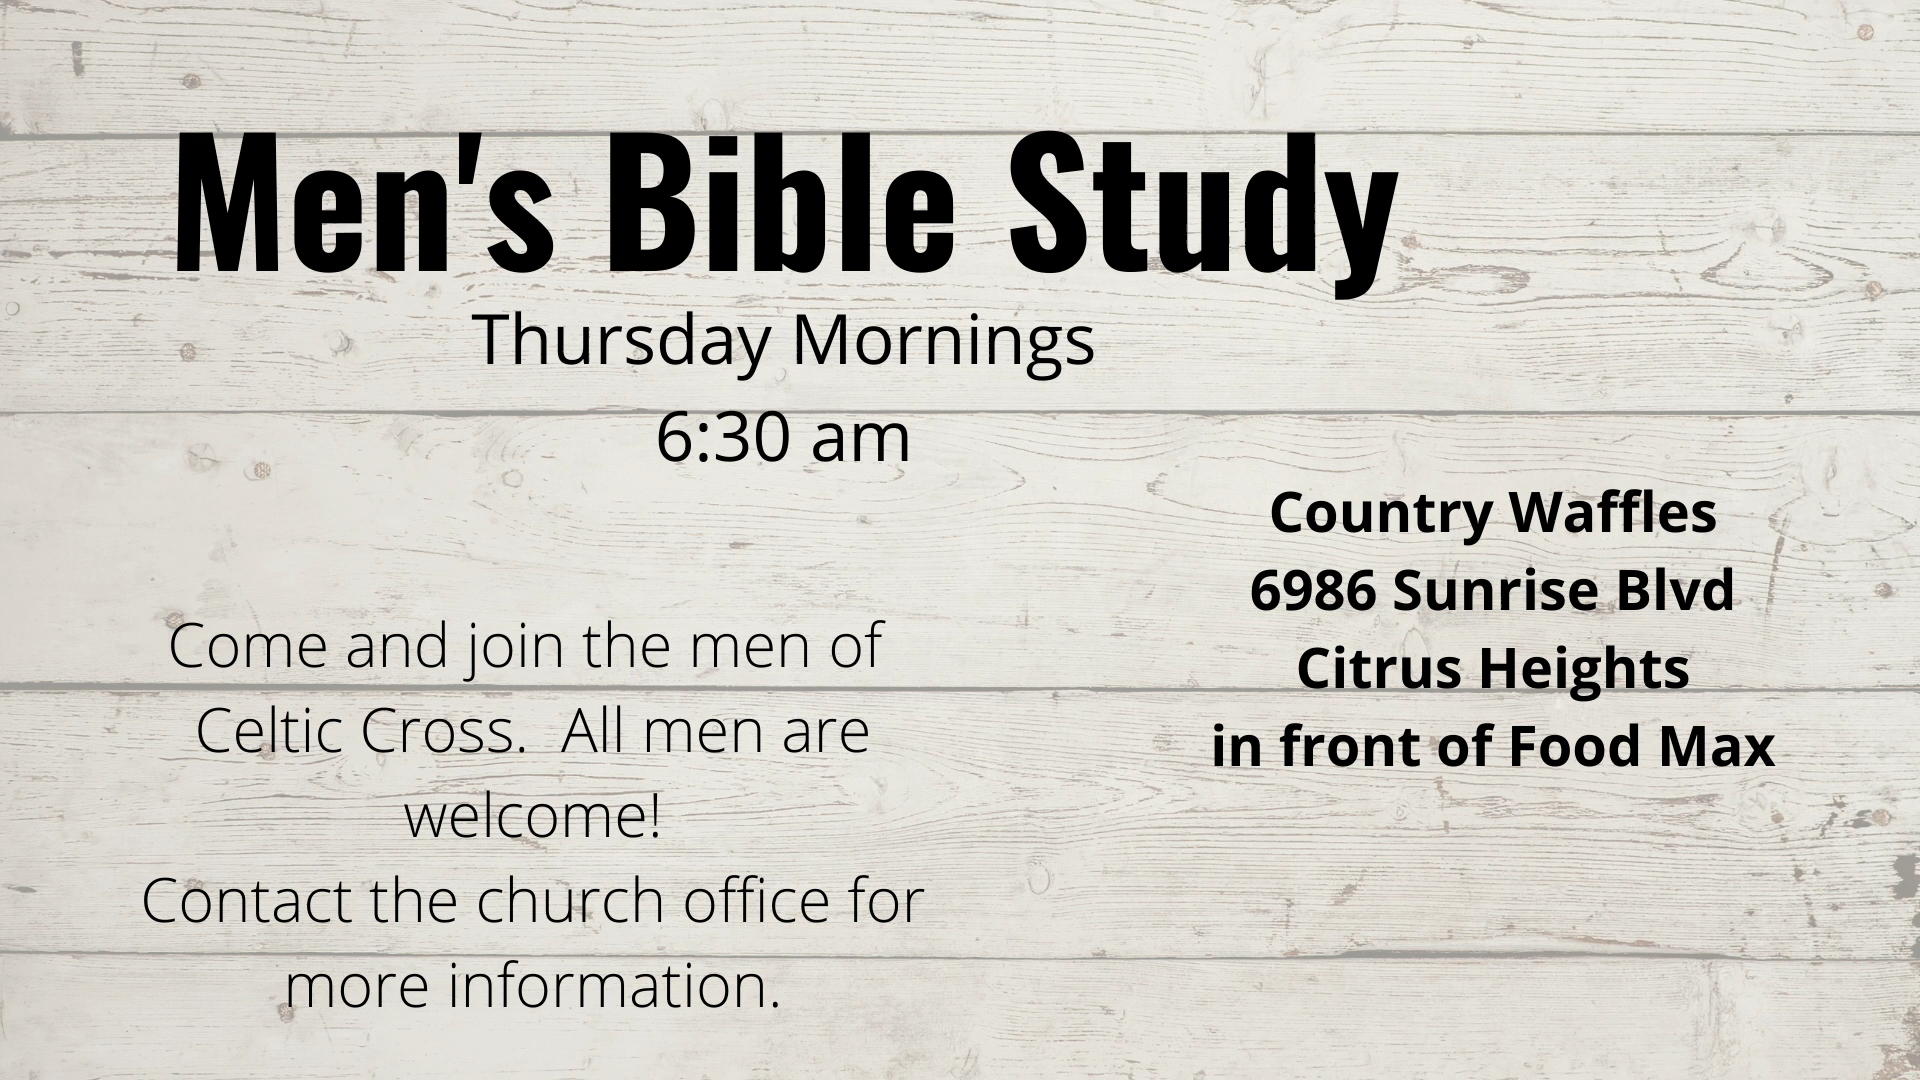 Men's Bible Study
Thursday Mornings
6:30 am
Country Waffles
6986 Sunrise Blvd
Citrus Heights
in front of Food Max
Come and join the men of
Celtic Cross.  All men are
welcome!
Contact the church office for
more information.